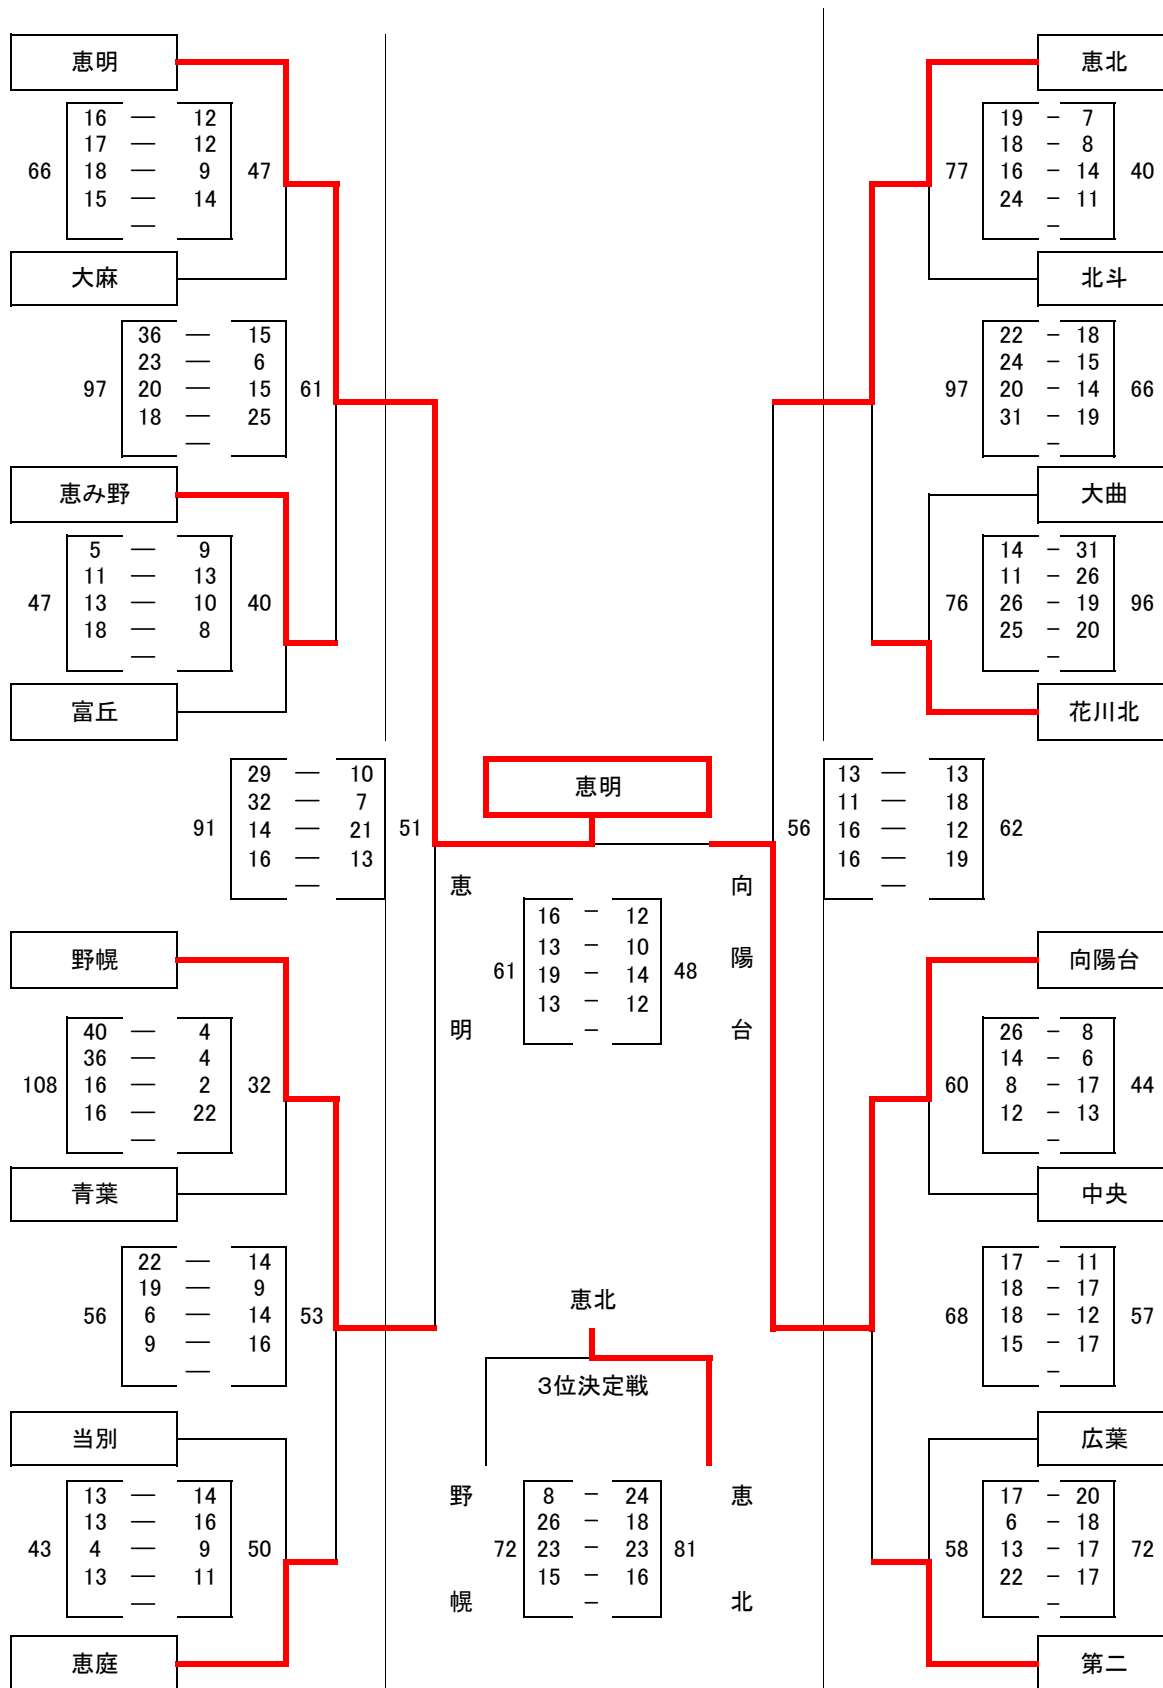 恵明
16 — 12
17 — 12
66 18 — 9 47
15 — 14
—
大麻
36 — 15
23 — 6
97 20 — 15 61
18 — 25
—
恵み野
5 — 9
11 — 13
47 13 — 10 40
18 — 8
—
富丘
29 — 10
32 — 7
91 14 — 21 51
16 — 13
—
野幌
40 — 4
36 — 4
108 16 — 2 32
16 — 22
—
青葉
22 — 14
19 — 9
56 6 — 14 53
9 — 16
—
当別
13 — 14
13 — 16
43 4 — 9 50
13 — 11
—
恵庭
恵明
恵明
向陽台
16 - 12
13 - 10
61 19 - 14 48
13 - 12
-
恵北
3位決定戦
野幌
恵北
8 - 24
26 - 18
72 23 - 23 81
15 - 16
-
恵北
19 - 7
18 - 8
77 16 - 14 40
24 - 11
-
北斗
22 - 18
24 - 15
97 20 - 14 66
31 - 19
-
大曲
14 - 31
11 - 26
76 26 - 19 96
25 - 20
-
花川北
13 — 13
11 — 18
56 16 — 12 62
16 — 19
—
向陽台
26 - 8
14 - 6
60 8 - 17 44
12 - 13
-
中央
17 - 11
18 - 17
68 18 - 12 57
15 - 17
-
広葉
17 - 20
6 - 18
58 13 - 17 72
22 - 17
-
第二